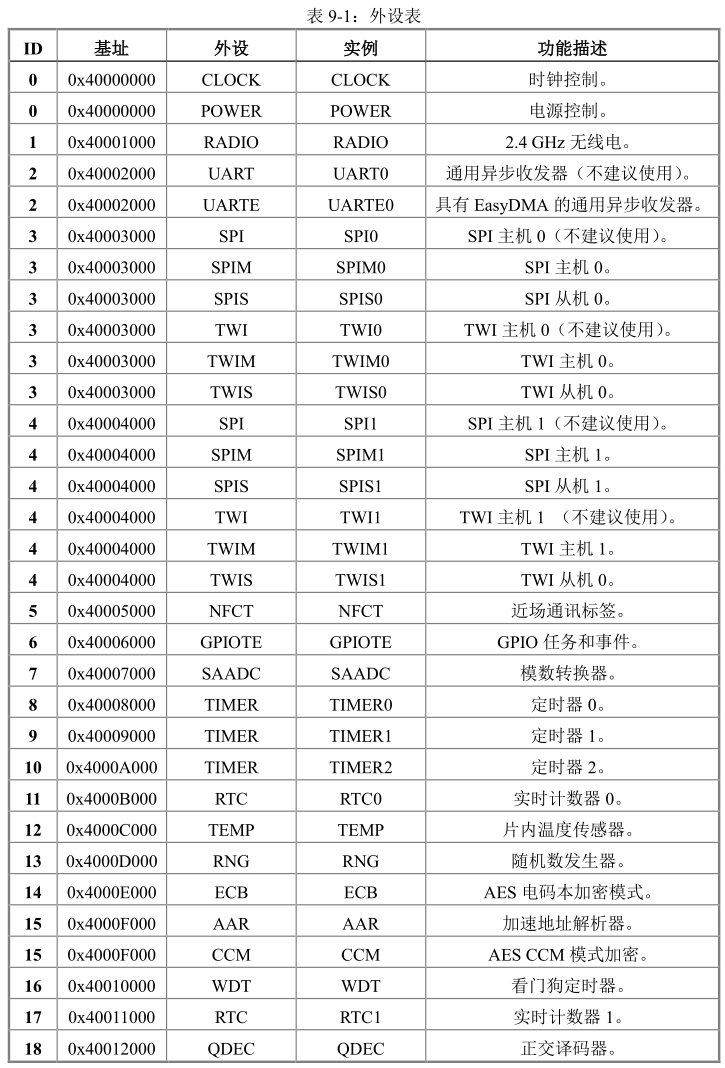 表 9-1：外设表
ID 基址 外设 实例 功能描述
0 0x40000000 CLOCK CLOCK 时钟控制。
0 0x40000000 POWER POWER 电源控制。
1 0x40001000 RADIO RADIO 2.4 GHz 无线电。
2 0x40002000 UART UART0 通用异步收发器（不建议使用）。
2 0x40002000 UARTE UARTE0 具有 EasyDMA 的通用异步收发器。
3 0x40003000 SPI SPI0 SPI 主机 0（不建议使用）。
3 0x40003000 SPIM SPIM0 SPI 主机 0。
3 0x40003000 SPIS SPIS0 SPI 从机 0。
3 0x40003000 TWI TWI0 TWI 主机 0（不建议使用）。
3 0x40003000 TWIM TWIM0 TWI 主机 0。
3 0x40003000 TWIS TWIS0 TWI 从机 0。
4 0x40004000 SPI SPI1 SPI 主机 1（不建议使用）。
4 0x40004000 SPIM SPIM1 SPI 主机 1。
4 0x40004000 SPIS SPIS1 SPI 从机 1。
4 0x40004000 TWI TWI1 TWI 主机 1 （不建议使用）。
4 0x40004000 TWIM TWIM1 TWI 主机 1。
4 0x40004000 TWIS TWIS1 TWI 从机 0。
5 0x40005000 NFCT NFCT 近场通讯标签。
6 0x40006000 GPIOTE GPIOTE GPIO 任务和事件。
7 0x40007000 SAADC SAADC 模数转换器。
8 0x40008000 TIMER TIMER0 定时器 0。
9 0x40009000 TIMER TIMER1 定时器 1。
10 0x4000A000 TIMER TIMER2 定时器 2。
11 0x4000B000 RTC RTC0 实时计数器 0。
12 0x4000C000 TEMP TEMP 片内温度传感器。
13 0x4000D000 RNG RNG 随机数发生器。
14 0x4000E000 ECB ECB AES 电码本加密模式。
15 0x4000F000 AAR AAR 加速地址解析器。
15 0x4000F000 CCM CCM AES CCM 模式加密。
16 0x40010000 WDT WDT 看门狗定时器。
17 0x40011000 RTC RTC1 实时计数器 1。
18 0x40012000 QDEC QDEC 正交译码器。